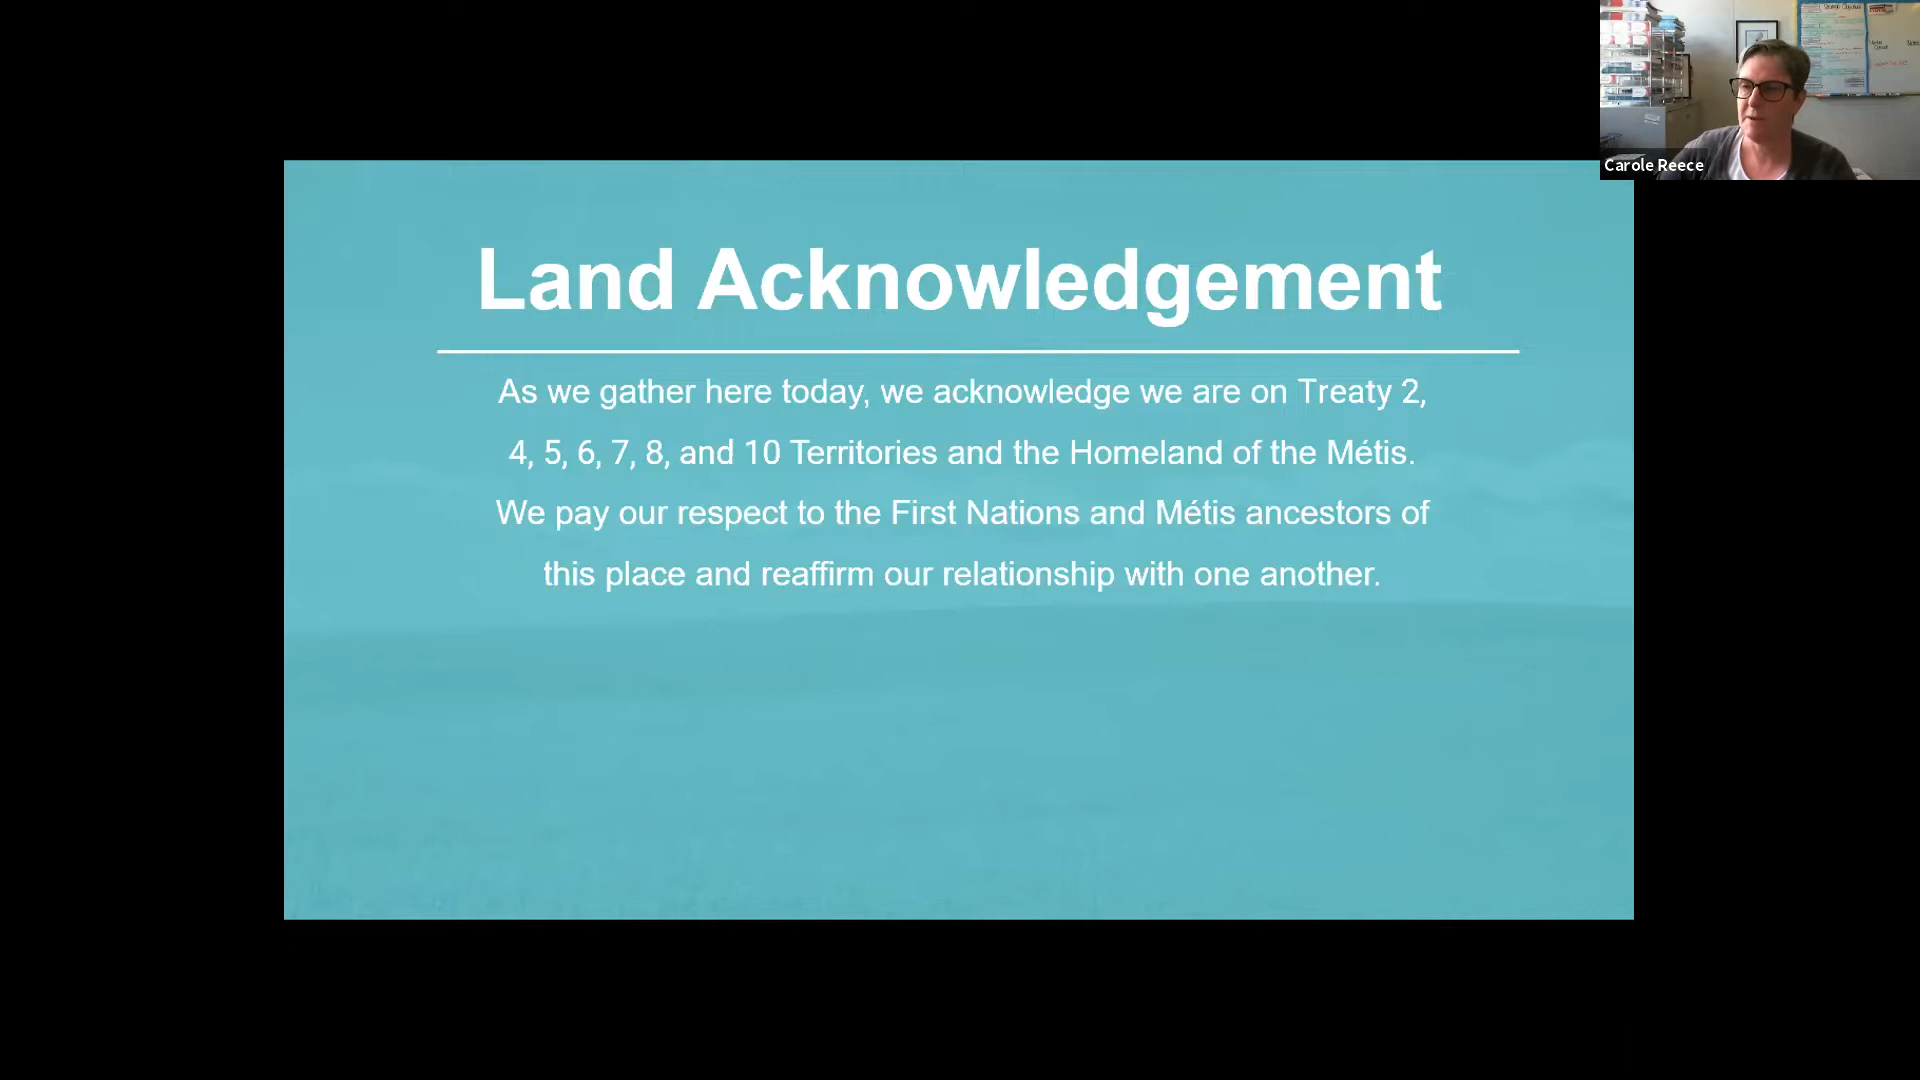 Land Acknowledgement
As we gather here today, we acknowledge we are on Treaty 2,
4, 5, 6, 7, 8, and 10 Territories and the Homeland of the Métis.
We pay our respect to the First Nations and Métis ancestors of
this place and reaffirm our relationship with one another.
Carole Reece